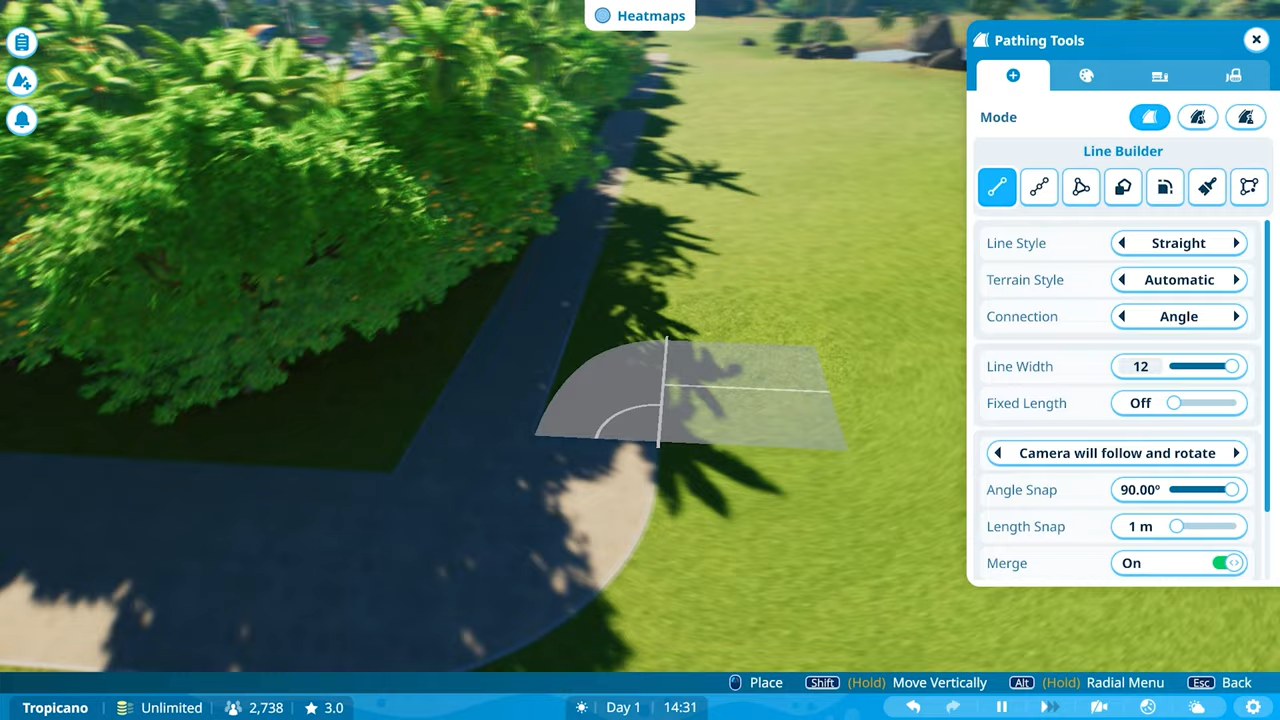 Heatmaps
Pathing Tools
Mode
Line Builder
Line Style
Straight
Terrain Style
Automatic
Connection
Angle
Line Width
12
Fixed Length
Off
Camera will follow and rotate
Angle Snap
90.00º
Length Snap
1 m
Merge
On
Place
Shift (Hold) Move Vertically
Alt (Hold) Radial Menu
Esc Back
Tropicano
Unlimited
2,738
3.0
Day 1
14:31